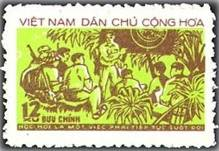 VIỆT NAM DÂN CHỦ CỘNG HÒA
12 XU BƯU CHÍNH
HỌC HỎI LÀ MỘT VIỆC PHẢI TIẾP TỤC SUỐT ĐỜI